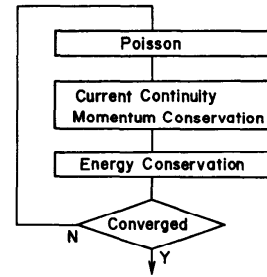 Poisson
Current Continuity
Momentum Conservation
Energy Conservation
Converged
N
Y